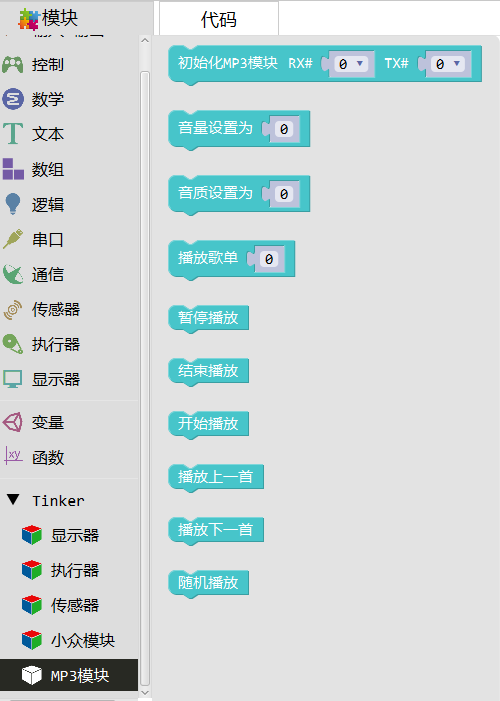 模块
代码
控制
数学
文本
数组
逻辑
串口
通信
传感器
执行器
显示器
变量
xy
函数
Tinker
显示器
执行器
传感器
小众模块
MP3模块
初始化MP3模块 RX# 0 TX# 0
音量设置为 0
音质设置为 0
播放歌单 0
暂停播放
结束播放
开始播放
播放上一首
播放下一首
随机播放